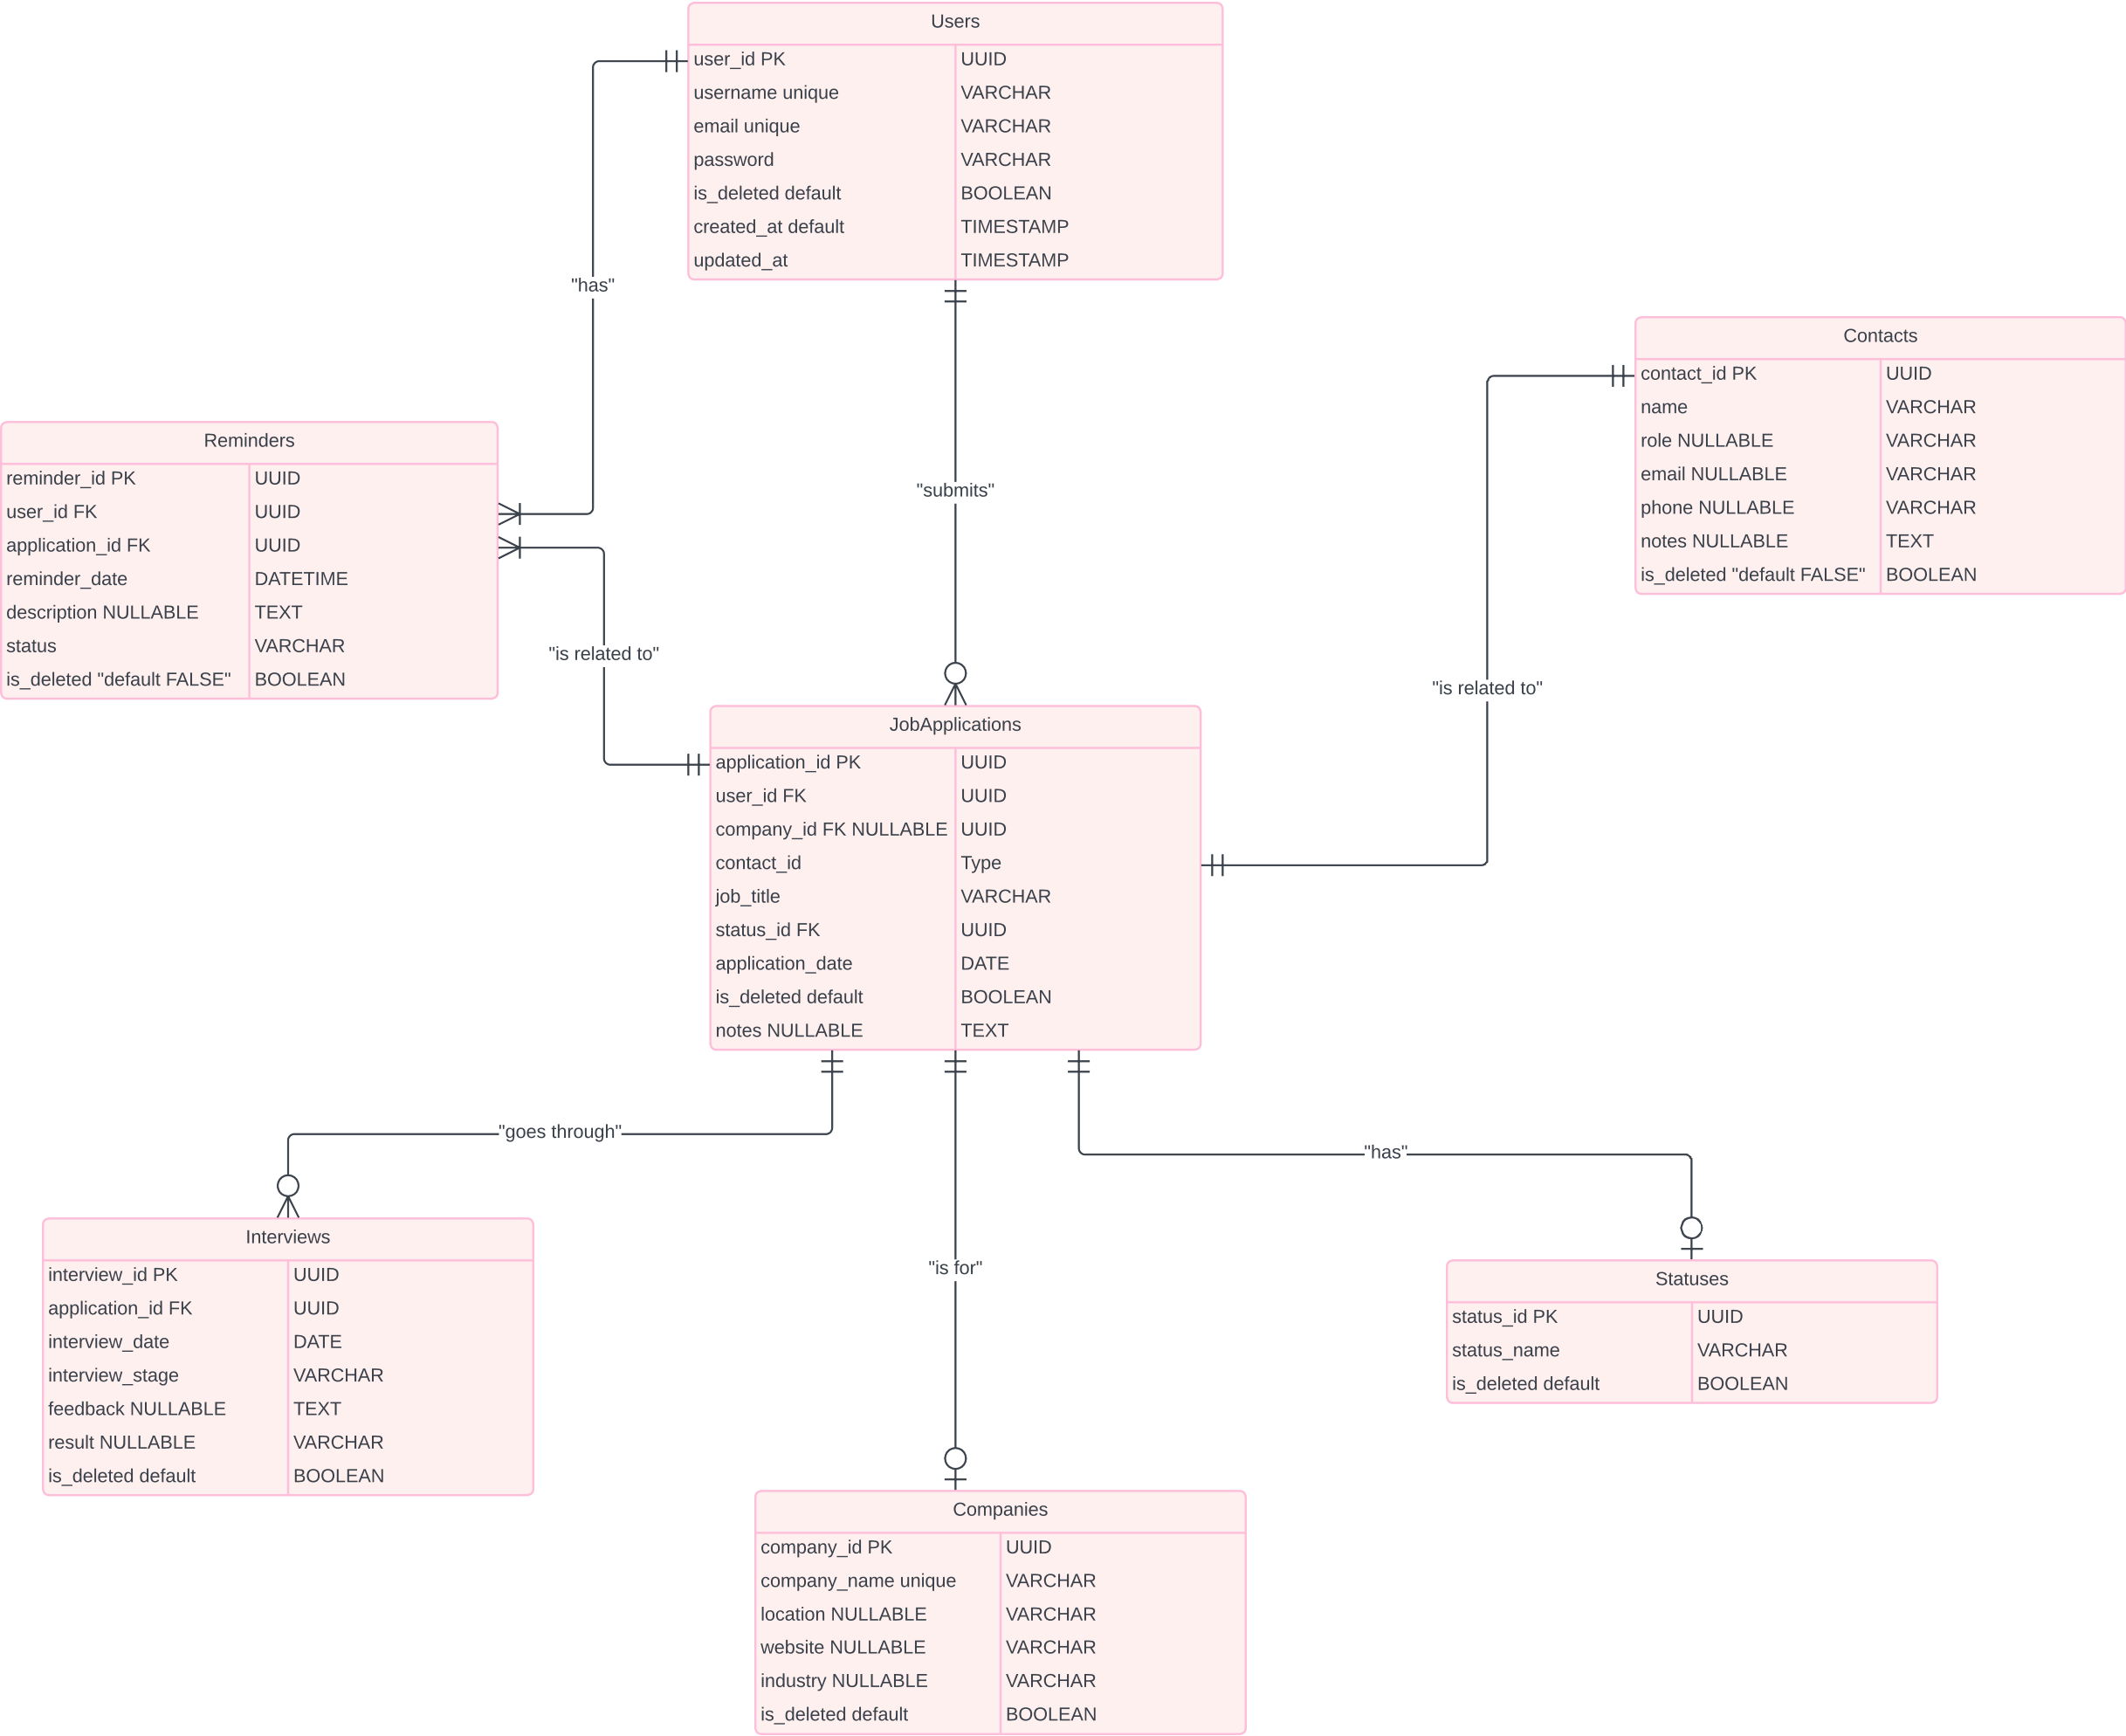 Users
user_id PK UUID
username unique VARCHAR
email unique VARCHAR
password VARCHAR
is_deleted default BOOLEAN
created_at default TIMESTAMP
updated_at TIMESTAMP
"has"
"submits"
Contacts
contact_id PK UUID
name VARCHAR
role NULLABLE VARCHAR
email NULLABLE VARCHAR
phone NULLABLE VARCHAR
notes NULLABLE TEXT
is_deleted "default FALSE" BOOLEAN
Reminders
reminder_id PK UUID
user_id FK UUID
application_id FK UUID
reminder_date DATETIME
description NULLABLE TEXT
status VARCHAR
is_deleted "default FALSE" BOOLEAN
"is related to"
"is related to"
JobApplications
application_id PK UUID
user_id FK UUID
company_id FK NULLABLE UUID
contact_id Type
job_title VARCHAR
status_id FK UUID
application_date DATE
is_deleted default BOOLEAN
notes NULLABLE TEXT
"goes through"
"has"
"is for"
Interviews
interview_id PK UUID
application_id FK UUID
interview_date DATE
interview_stage VARCHAR
feedback NULLABLE TEXT
result NULLABLE VARCHAR
is_deleted default BOOLEAN
Statuses
status_id PK UUID
status_name VARCHAR
is_deleted default BOOLEAN
Companies
company_id PK UUID
company_name unique VARCHAR
location NULLABLE VARCHAR
website NULLABLE VARCHAR
industry NULLABLE VARCHAR
is_deleted default BOOLEAN